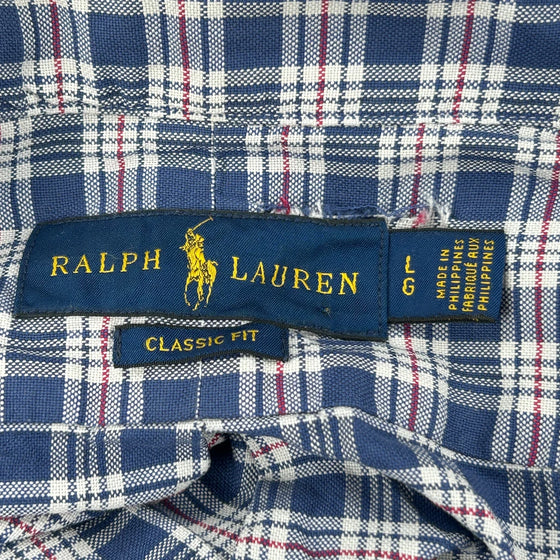 RALPH LAUREN
CLASSIC FIT
L
G
MADE IN
PHILIPPINES
FABRIQUÉ AUX
PHILIPPINES